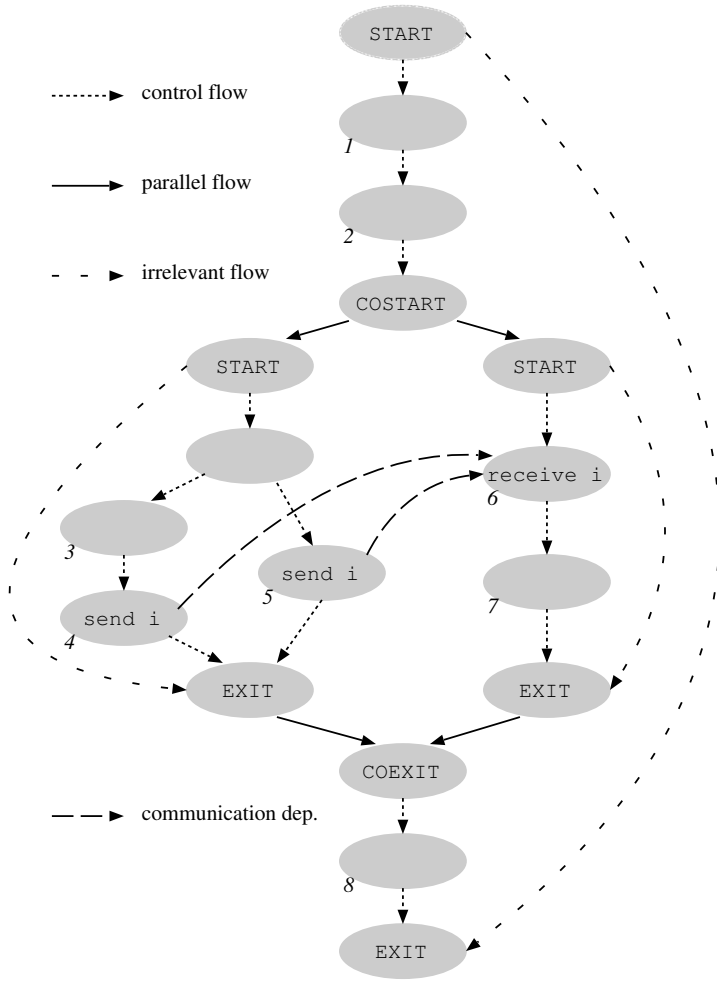 START
control flow
1
parallel flow
2
irrelevant flow
COSTART
START
START
receive i
6
3
send i
5
7
send i
4
EXIT
EXIT
COEXIT
communication dep.
8
EXIT